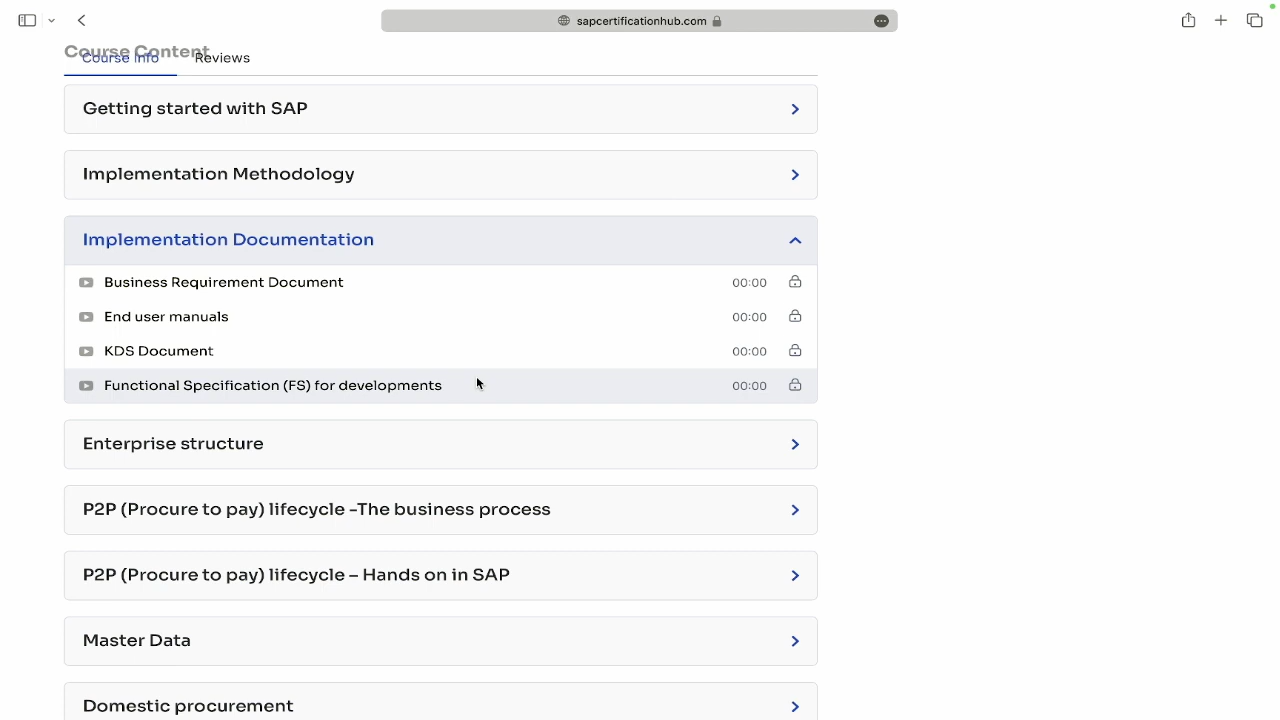 sapcertificationhub.com
Course Content
Course Info
Reviews
Getting started with SAP
Implementation Methodology
Implementation Documentation
Business Requirement Document 00:00
End user manuals 00:00
KDS Document 00:00
Functional Specification (FS) for developments 00:00
Enterprise structure
P2P (Procure to pay) lifecycle -The business process
P2P (Procure to pay) lifecycle – Hands on in SAP
Master Data
Domestic procurement